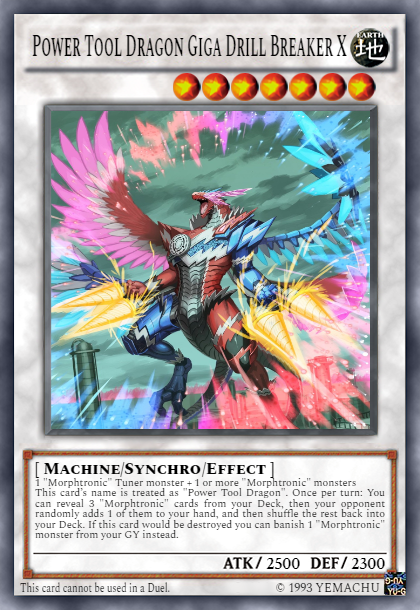 POWER TOOL DRAGON GIGA DRILL BREAKER X
EARTH
地
[ MACHINE/SYNCHRO/EFFECT ]
1 "Morphtronic" Tuner monster + 1 or more "Morphtronic" monsters
This card's name is treated as "Power Tool Dragon". Once per turn: You
can reveal 3 "Morphtronic" cards from your Deck, then your opponent
randomly adds 1 of them to your hand, and then shuffle the rest back into
your Deck. If this card would be destroyed you can banish 1 "Morphtronic"
monster from your GY instead.
ATK / 2500 DEF / 2300
This card cannot be used in a Duel.
© 1993 YEMACHU
YU-G